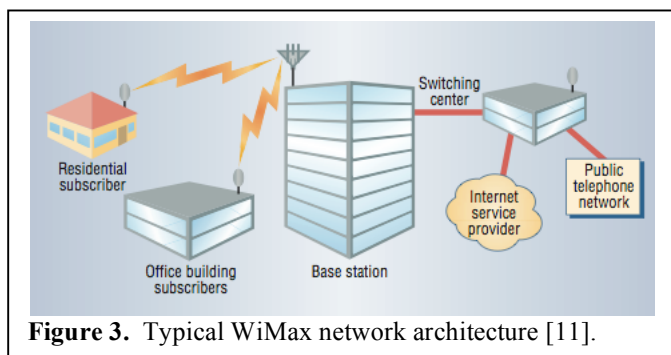 Switching
center
Residential
subscriber
Office building
subscribers
Base station
Internet
service
provider
Public
telephone
network
Figure 3. Typical WiMax network architecture [11].